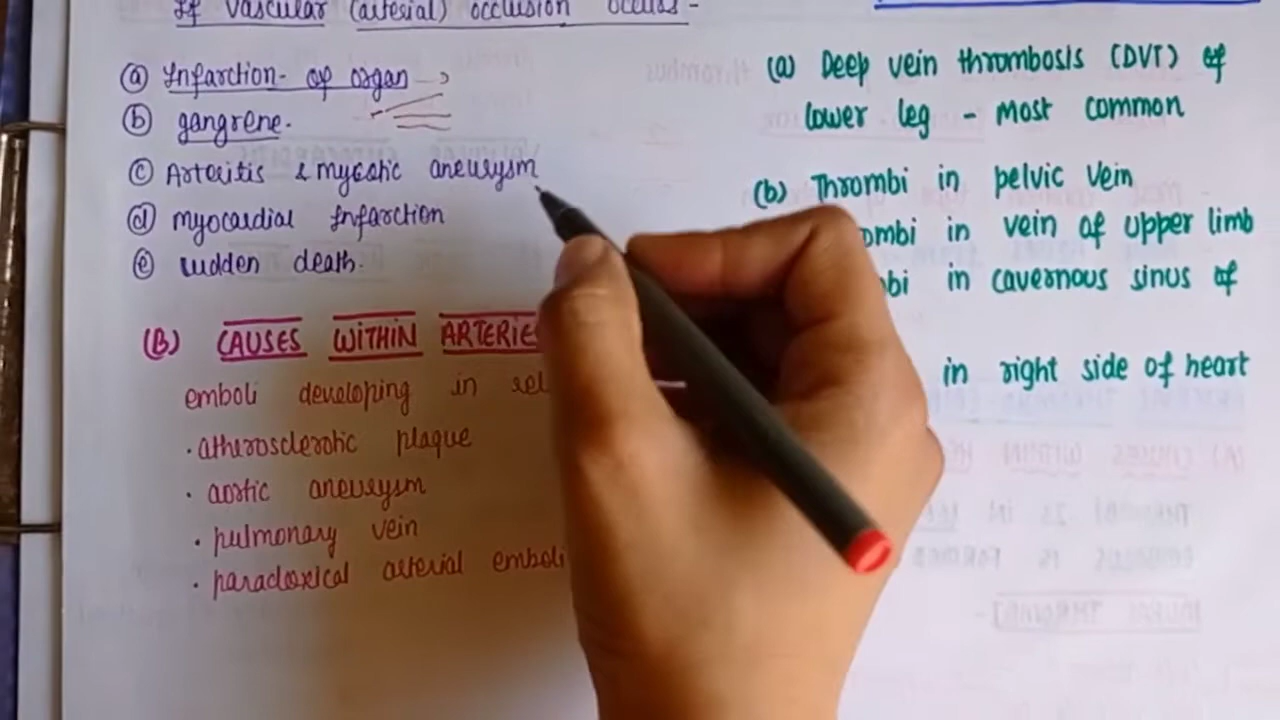 If vascular (arterial) occlusion occurs-
(a) Infarction- of organ
(b) gangrene.
(c) Arteritis & mycotic aneurysm
(d) myocardial Infarction
(e) sudden death.
(B) CAUSES WITHIN ARTERIE
emboli developing in
• atherosclerotic plaque
• aortic aneurysm
• pulmonary vein
• paradoxical arterial emboli
(a) Deep vein thrombosis (DVT) of
lower leg - most common
(b) Thrombi in pelvic vein
ombi in vein of upper limb
bi in cavernous sinus of
in right side of heart